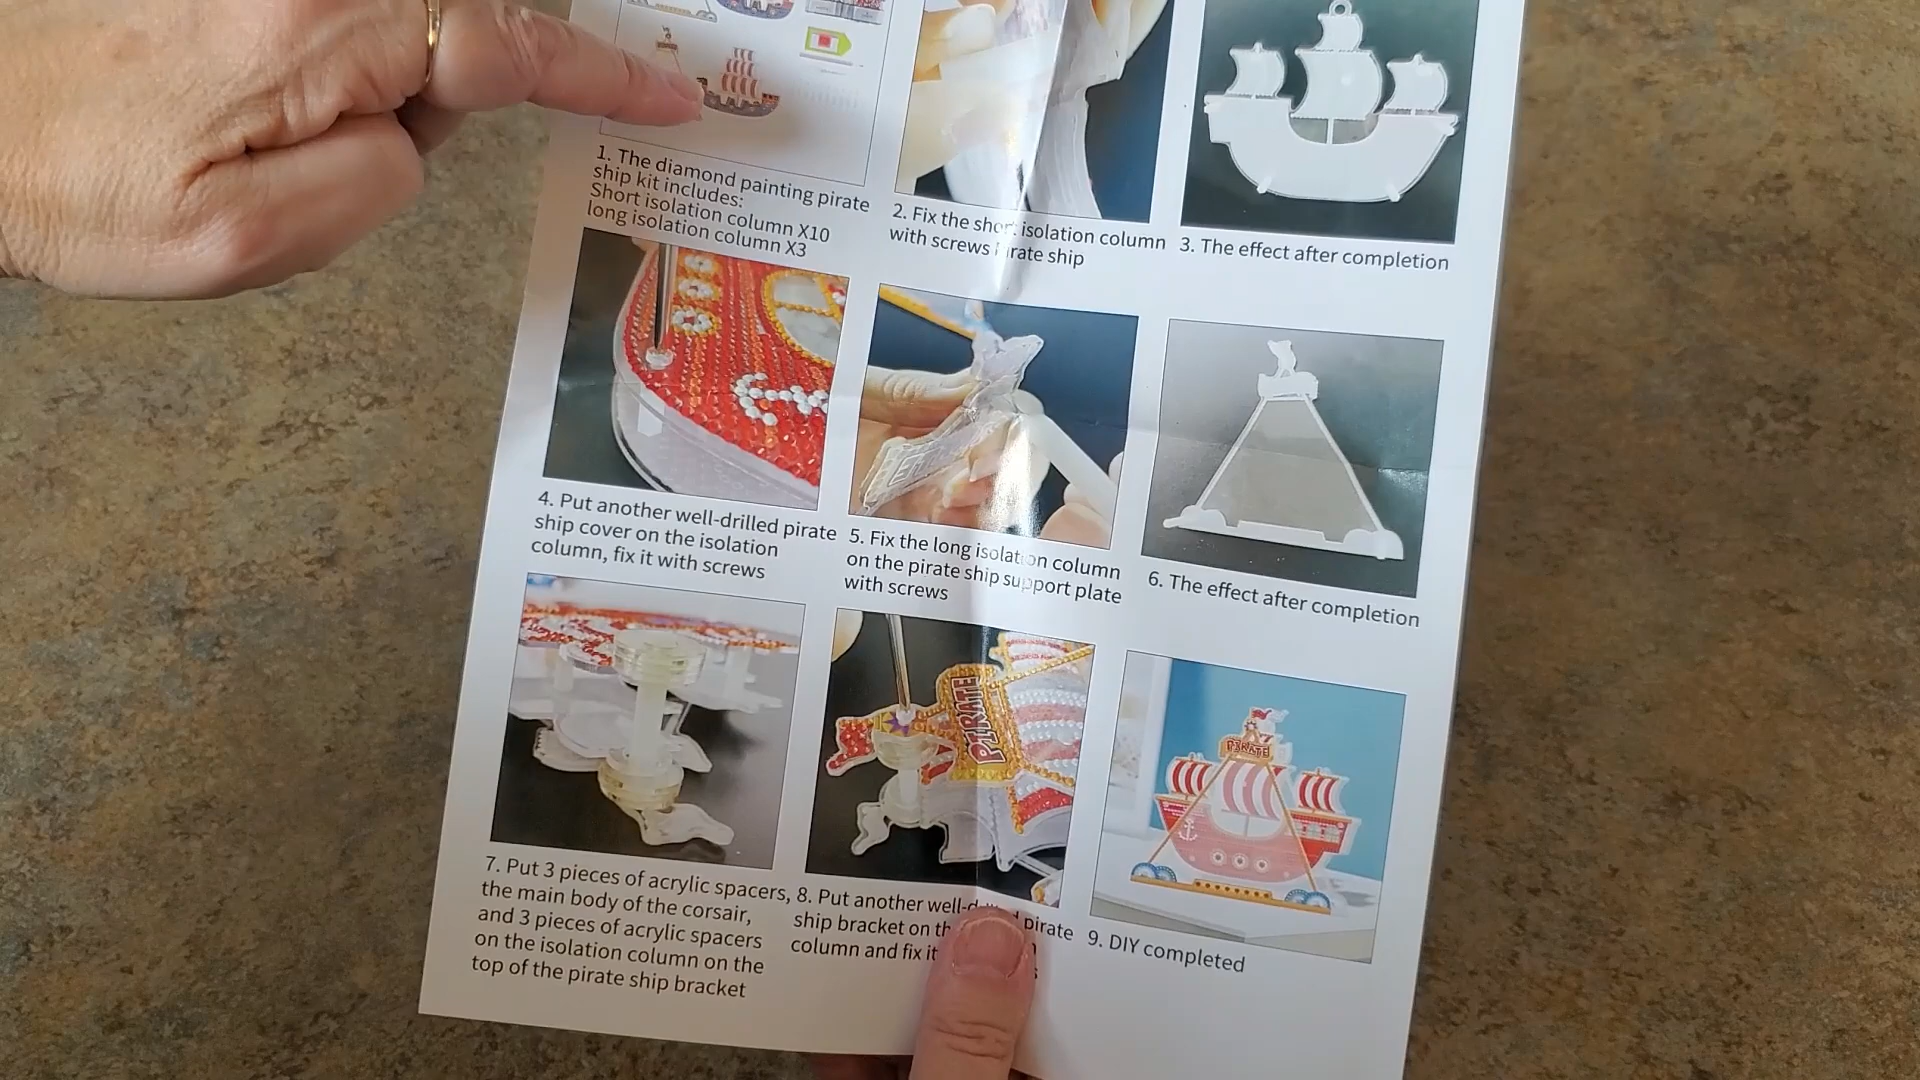 1. The diamond painting pirate
ship kit includes:
Short isolation column X10
long isolation column X3
2. Fix the short isolation column
with screws ship
3. The effect after completion
4. Put another well-drilled pirate
ship cover on the isolation
column, fix it with screws
5. Fix the long isolation column
on the pirate ship support plate
with screws
6. The effect after completion
PIRATE
PIRATE
7. Put 3 pieces of acrylic spacers,
the main body of the corsair,
and 3 pieces of acrylic spacers
on the isolation column on the
top of the pirate ship bracket
8. Put another pirate
ship bracket on
column and fix it
9. DIY completed